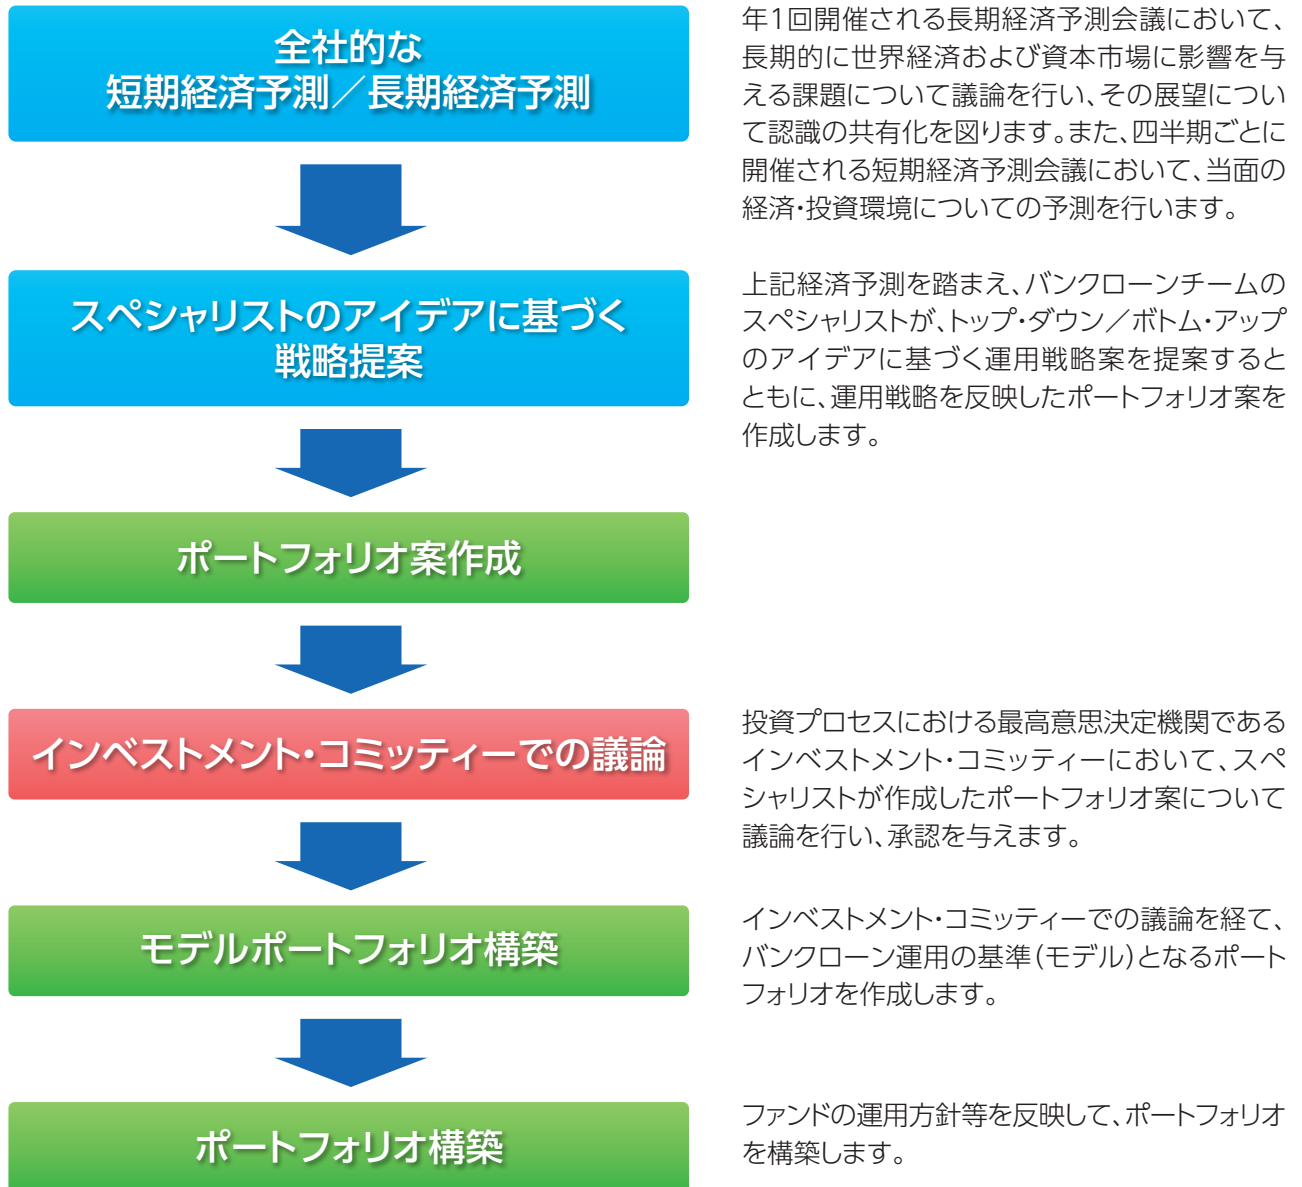 全社的な
短期経済予測／長期経済予測
年1回開催される長期経済予測会議において、
長期的に世界経済および資本市場に影響を与
える課題について議論を行い、その展望につい
て認識の共有化を図ります。また、四半期ごとに
開催される短期経済予測会議において、当面の
経済・投資環境についての予測を行います。
スペシャリストのアイデアに基づく
戦略提案
上記経済予測を踏まえ、バンクローンチームの
スペシャリストが、トップ・ダウン／ボトム・アップ
のアイデアに基づく運用戦略案を提案すると
ともに、運用戦略を反映したポートフォリオ案を
作成します。
ポートフォリオ案作成
インベストメント・コミッティーでの議論
投資プロセスにおける最高意思決定機関である
インベストメント・コミッティーにおいて、スペ
シャリストが作成したポートフォリオ案について
議論を行い、承認を与えます。
モデルポートフォリオ構築
インベストメント・コミッティーでの議論を経て、
バンクローン運用の基準（モデル）となるポート
フォリオを作成します。
ポートフォリオ構築
ファンドの運用方針等を反映して、ポートフォリオ
を構築します。